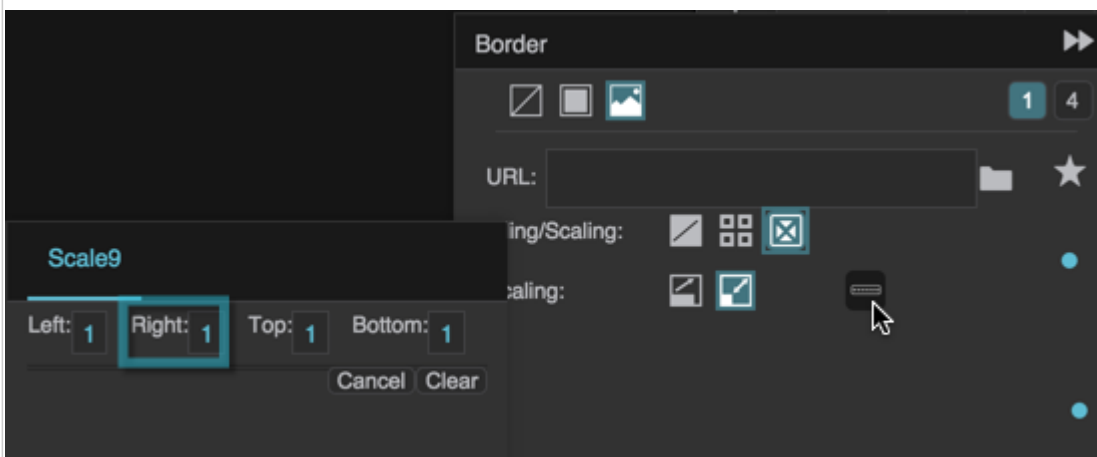 Border
1 4
URL:
ing/Scaling:
Scale9
caling:
Left: 1 Right: 1 Top: 1 Bottom: 1
Cancel Clear